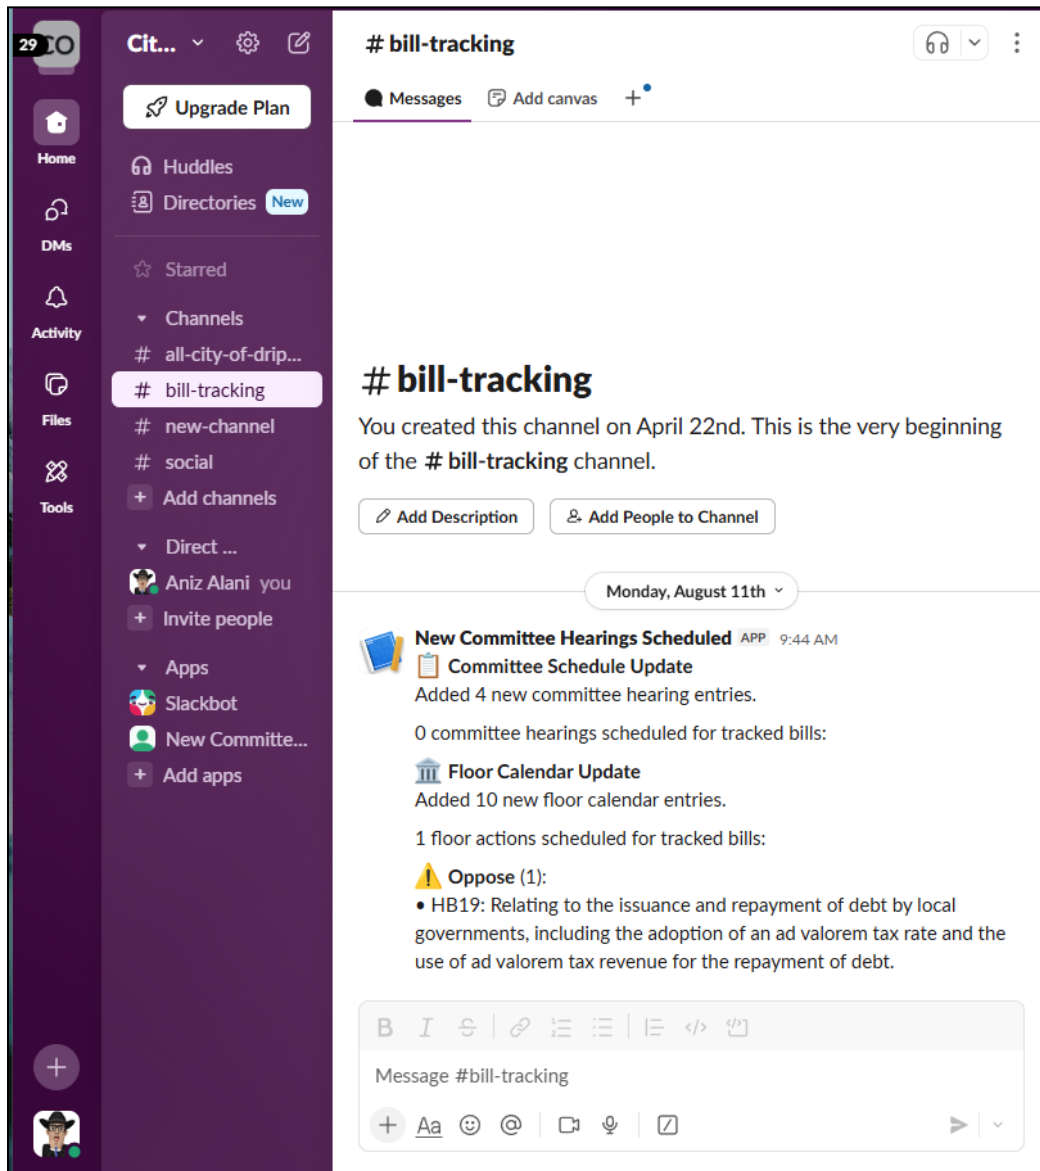 29
CO
Home
DMs
Activity
Files
Tools
Cit...
Upgrade Plan
Huddles
Directories New
Starred
Channels
# all-city-of-drip...
# bill-tracking
# new-channel
# social
+ Add channels
Direct ...
Aniz Alani you
+ Invite people
Apps
Slackbot
New Committe...
+ Add apps
# bill-tracking
Messages Add canvas +
# bill-tracking
You created this channel on April 22nd. This is the very beginning
of the # bill-tracking channel.
Add Description Add People to Channel
Monday, August 11th
New Committee Hearings Scheduled APP 9:44 AM
Committee Schedule Update
Added 4 new committee hearing entries.
0 committee hearings scheduled for tracked bills:
Floor Calendar Update
Added 10 new floor calendar entries.
1 floor actions scheduled for tracked bills:
Oppose (1):
• HB19: Relating to the issuance and repayment of debt by local
governments, including the adoption of an ad valorem tax rate and the
use of ad valorem tax revenue for the repayment of debt.
B I S
Message #bill-tracking
+ Aa @